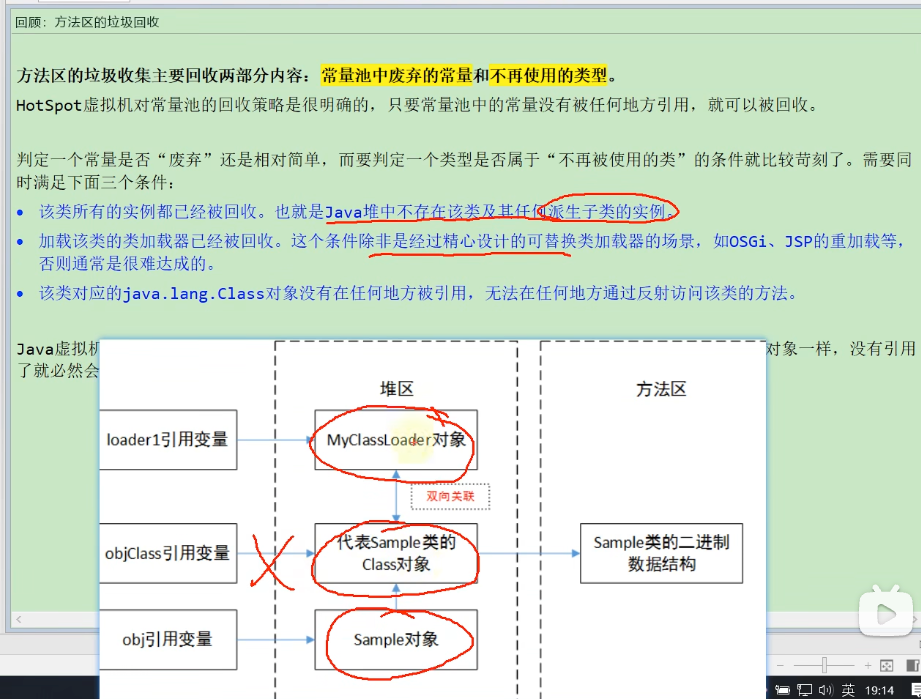 回顾：方法区的垃圾回收
方法区的垃圾收集主要回收两部分内容：常量池中废弃的常量和不再使用的类型。
HotSpot虚拟机对常量池的回收策略是很明确的，只要常量池中的常量没有被任何地方引用，就可以被回收。
判定一个常量是否“废弃”还是相对简单，而要判定一个类型是否属于“不再被使用的类”的条件就比较苛刻了。需要同
时满足下面三个条件：
• 该类所有的实例都已经被回收。也就是Java堆中不存在该类及其任何派生子类的实例。
• 加载该类的类加载器已经被回收。这个条件除非是经过精心设计的可替换类加载器的场景，如OSGi、JSP的重加载等，
否则通常是很难达成的。
• 该类对应的java.lang.Class对象没有在任何地方被引用，无法在任何地方通过反射访问该类的方法。
Java虚拟机 对象一样，没有引用
了就必然会
堆区
方法区
loader1引用变量
MyClassLoader对象
双向关联
objClass引用变量
代表Sample类的
Class对象
Sample类的二进制
数据结构
obj引用变量
Sample对象
英
19:14